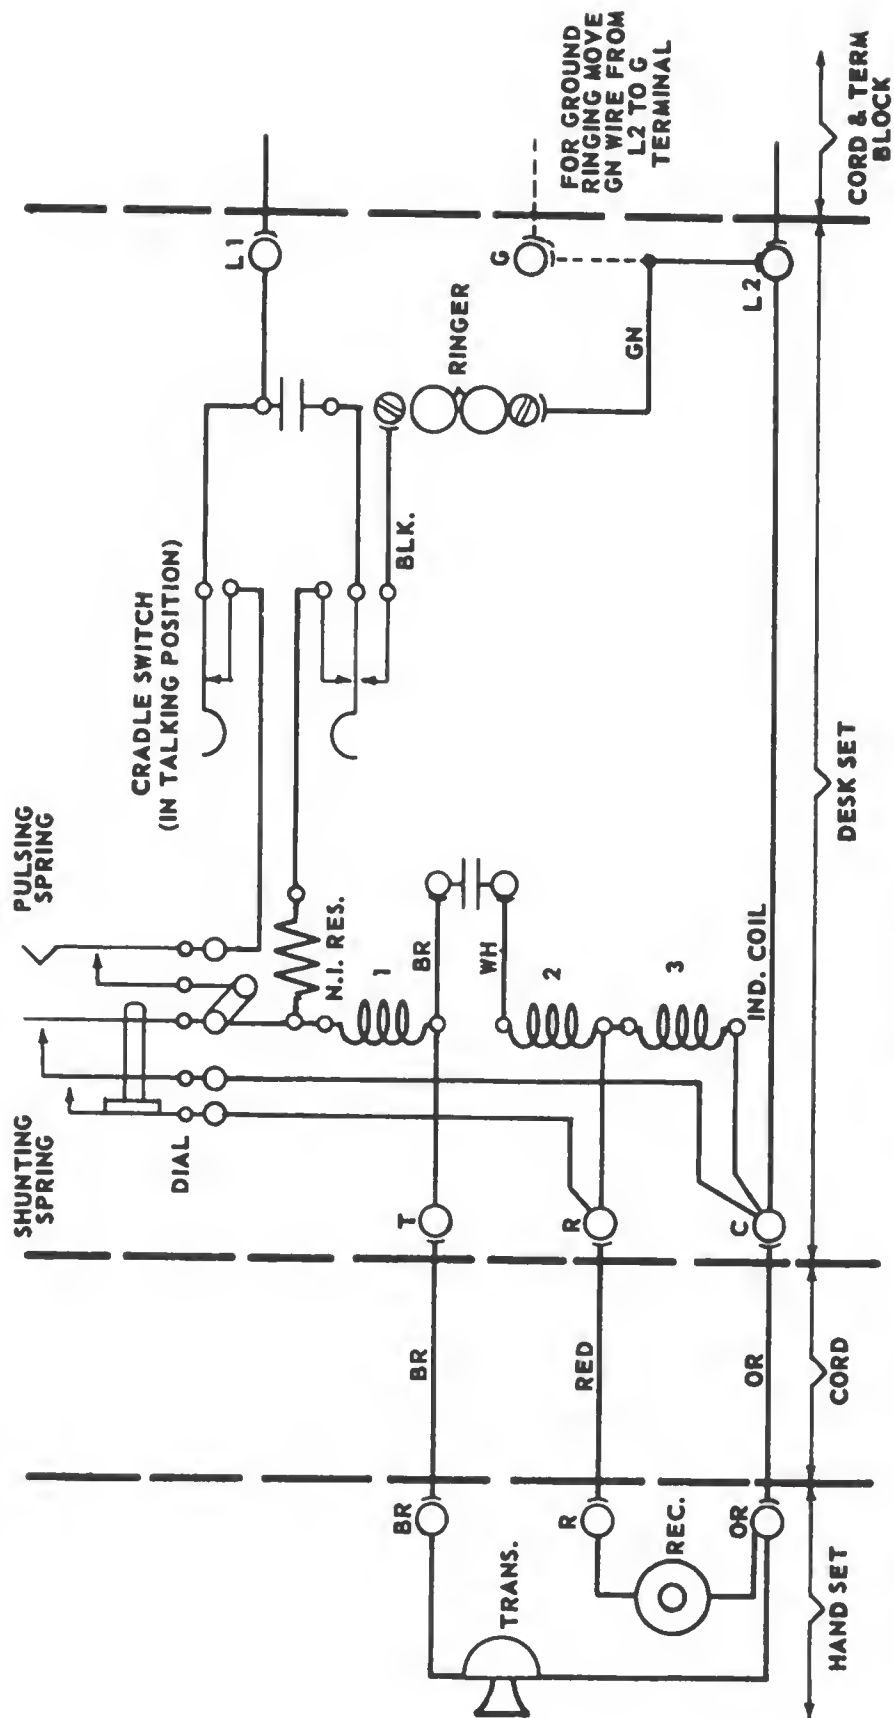 SHUNTING
SPRING
PULSING
SPRING
DIAL
CRADLE SWITCH
(IN TALKING POSITION)
L1
N.I. RES.
1
BR
WH
2
3
IND. COIL
BLK.
RINGER
GN
G
L2
FOR GROUND
RINGING MOVE
GN WIRE FROM
L2 TO G
TERMINAL
T
R
C
BR
RED
OR
BR
R
OR
TRANS.
REC.
HAND SET
CORD
DESK SET
CORD & TERM
BLOCK